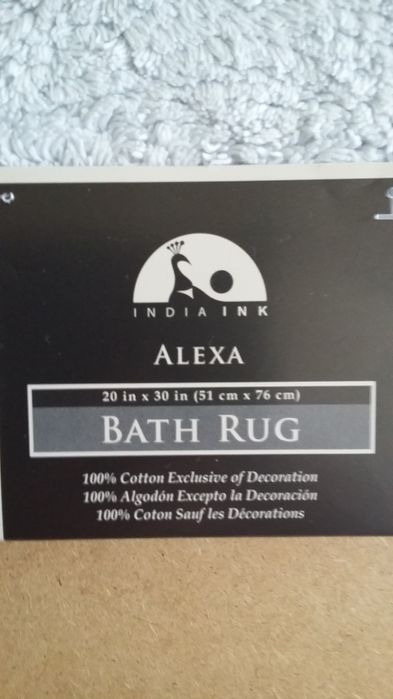 INDIA INK
ALEXA
20 in x 30 in (51 cm x 76 cm)
BATH RUG
100% Cotton Exclusive of Decoration
100% Algodón Excepto la Decoración
100% Coton Sauf les Décorations